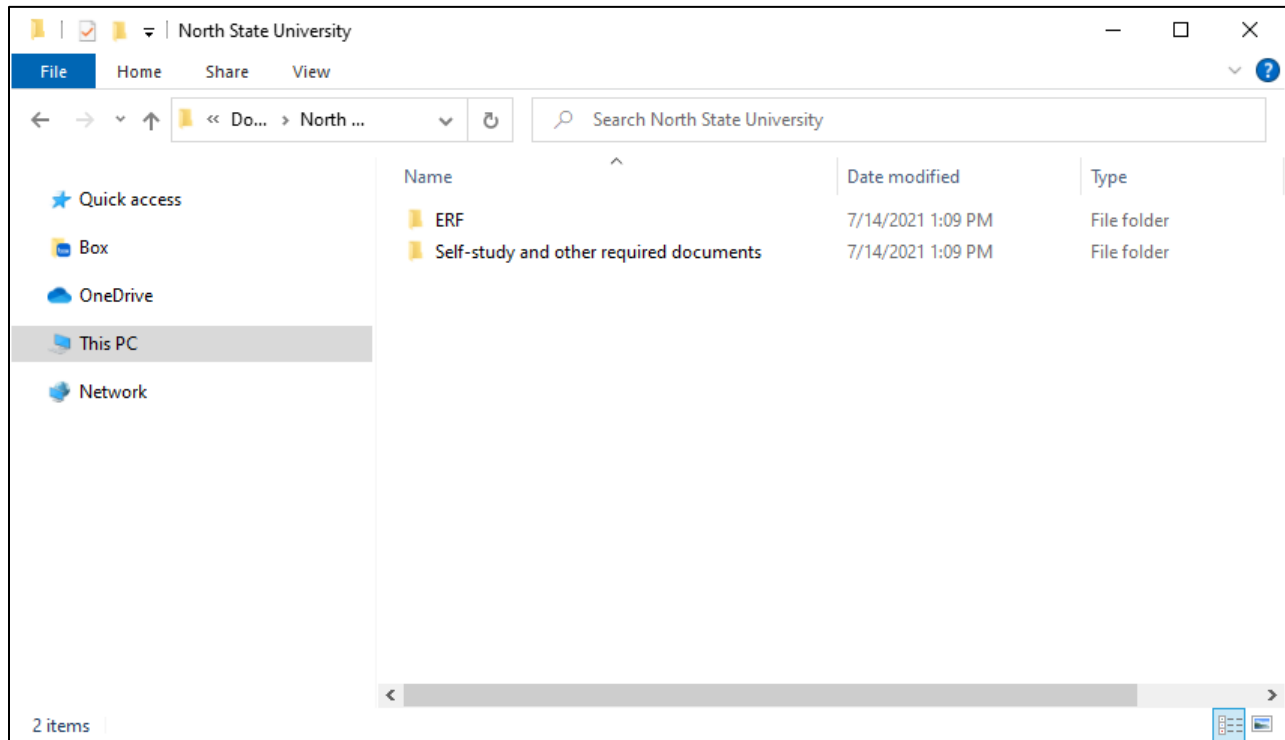 North State University
File Home Share View
« Do... > North ... Search North State University
Name Date modified Type
Quick access
ERF 7/14/2021 1:09 PM File folder
Box
Self-study and other required documents 7/14/2021 1:09 PM File folder
OneDrive
This PC
Network
2 items